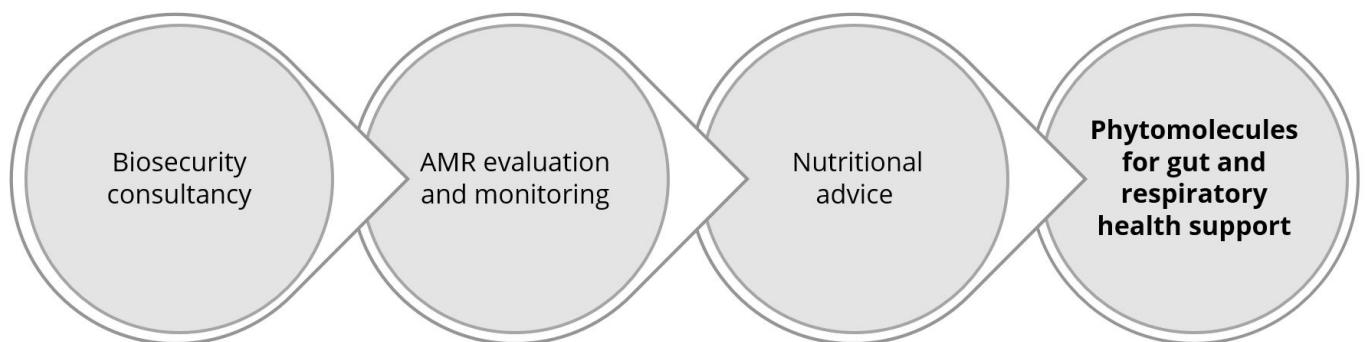 Biosecurity
consultancy
AMR evaluation
and monitoring
Nutritional
advice
Phytomolecules
for gut and
respiratory
health support